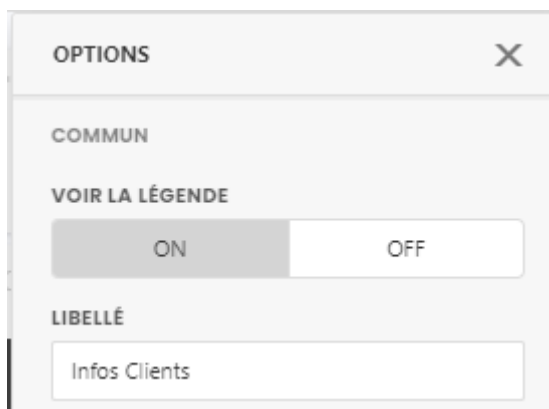 OPTIONS
COMMUN
VOIR LA LÉGENDE
ON OFF
LIBELLÉ
Infos Clients